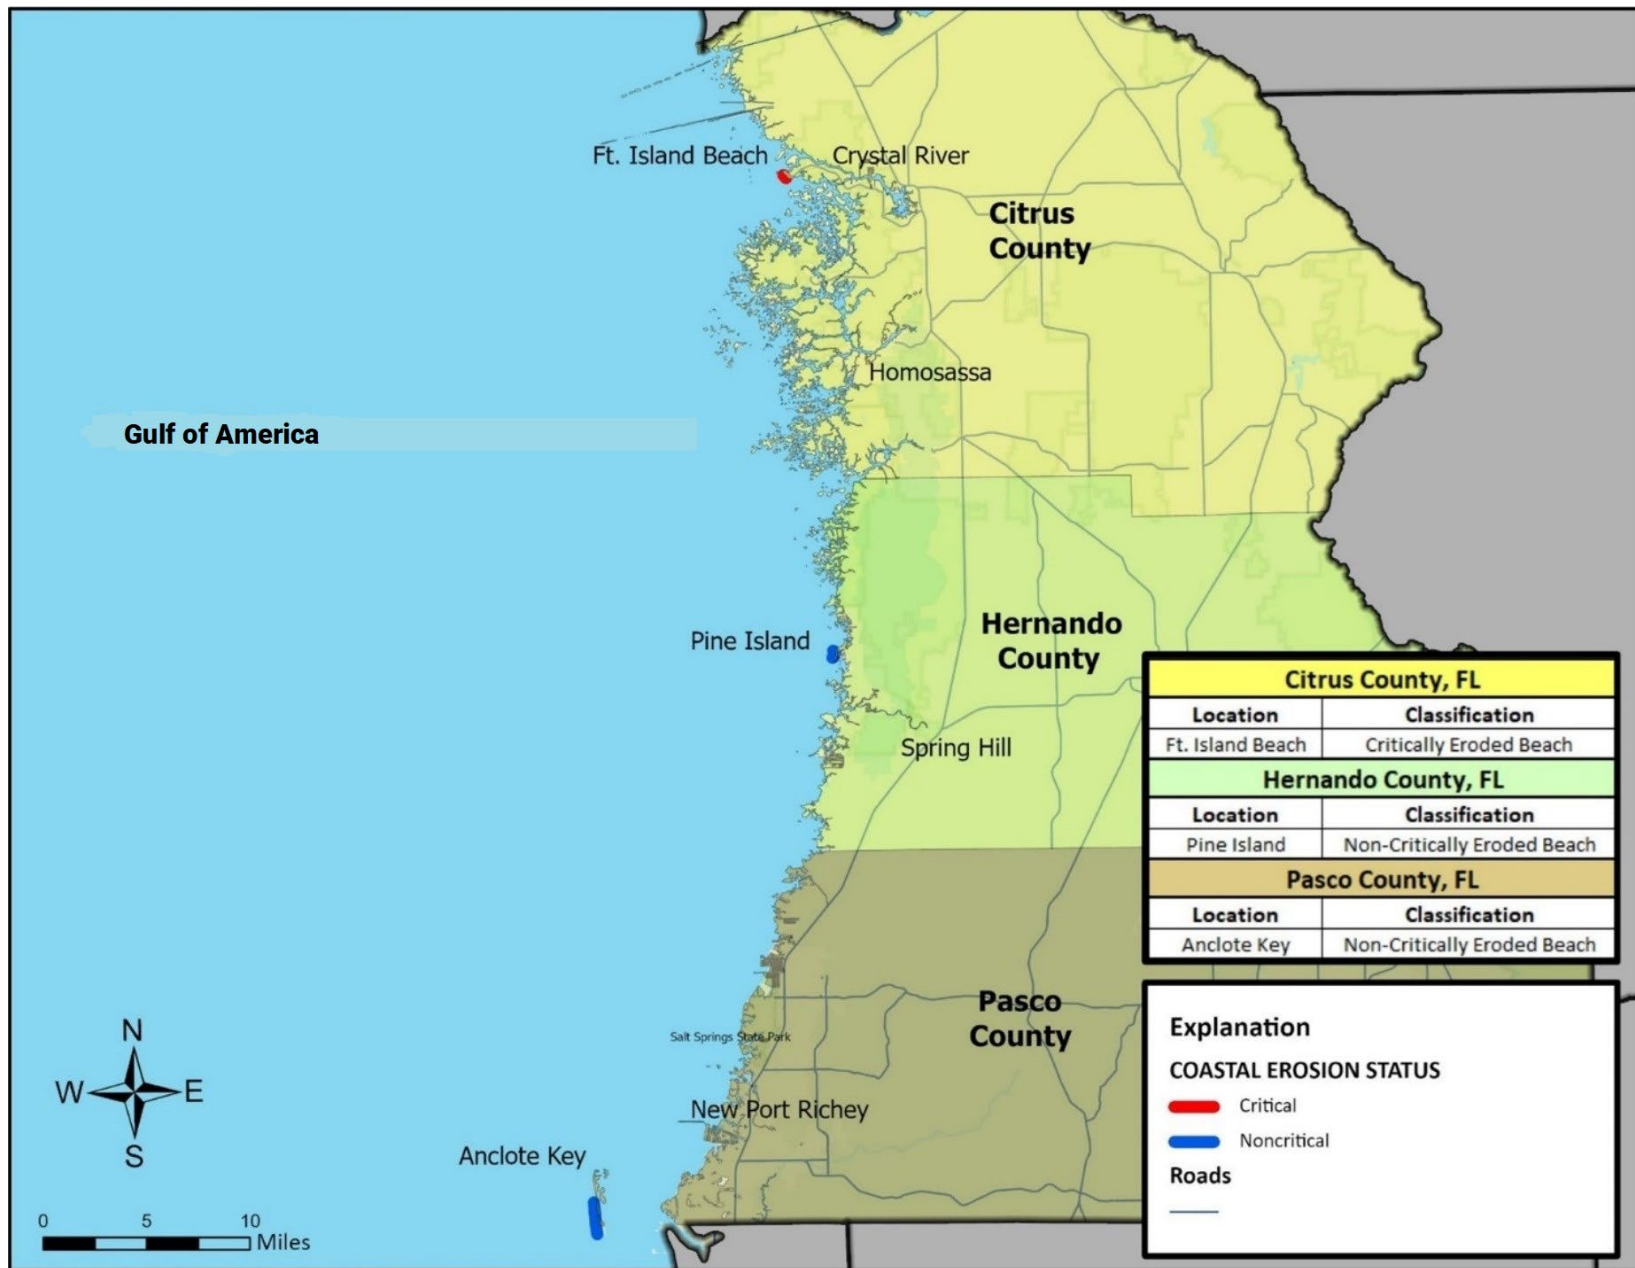 Ft. Island Beach
Crystal River
Citrus
County
Homosassa
Gulf of America
Pine Island
Hernando
County
Spring Hill
Citrus County, FL
Location Classification
Ft. Island Beach Critically Eroded Beach
Hernando County, FL
Location Classification
Pine Island Non-Critically Eroded Beach
Pasco County, FL
Location Classification
Anclote Key Non-Critically Eroded Beach
Pasco
County
Salt Springs State Park
New Port Richey
Anclote Key
N
W E
S
0 5 10
Miles
Explanation
COASTAL EROSION STATUS
Critical
Noncritical
Roads